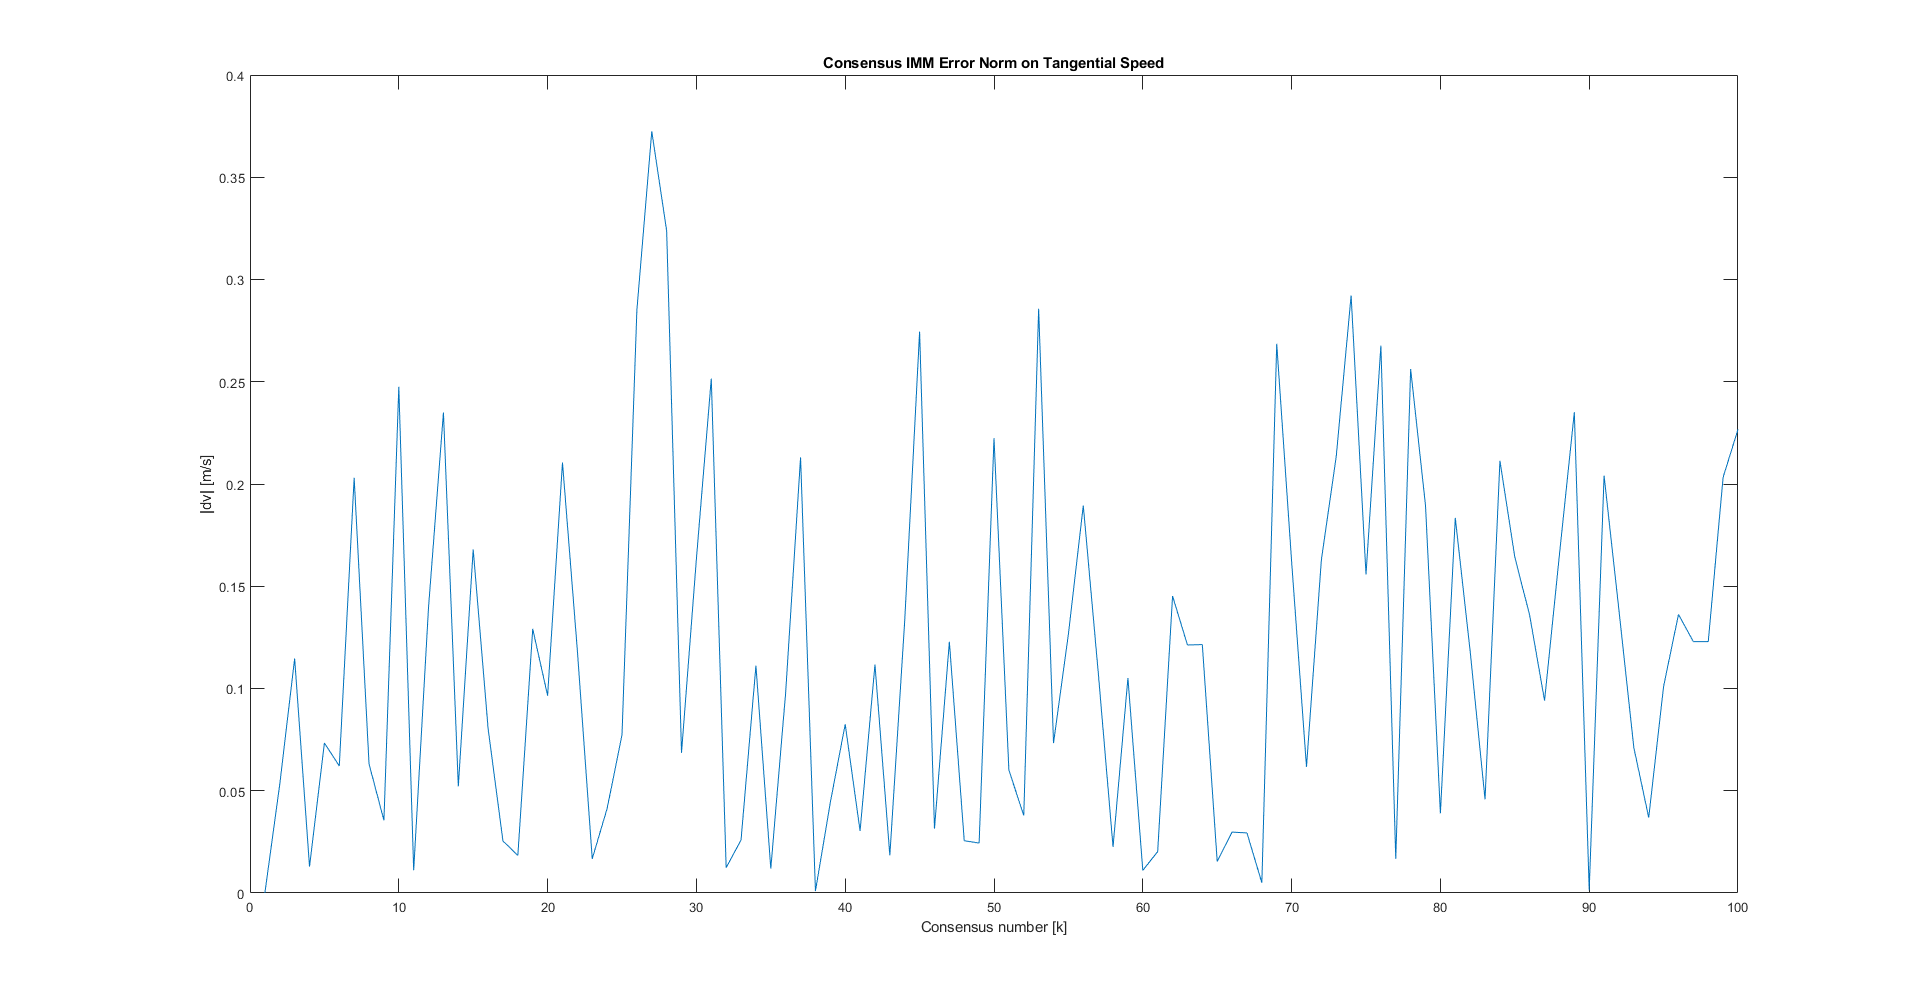 Consensus IMM Error Norm on Tangential Speed
0.4
0.35
0.3
0.25
0.2
0.15
0.1
0.05
0
|dv| [m/s]
0 10 20 30 40 50 60 70 80 90 100
Consensus number [k]